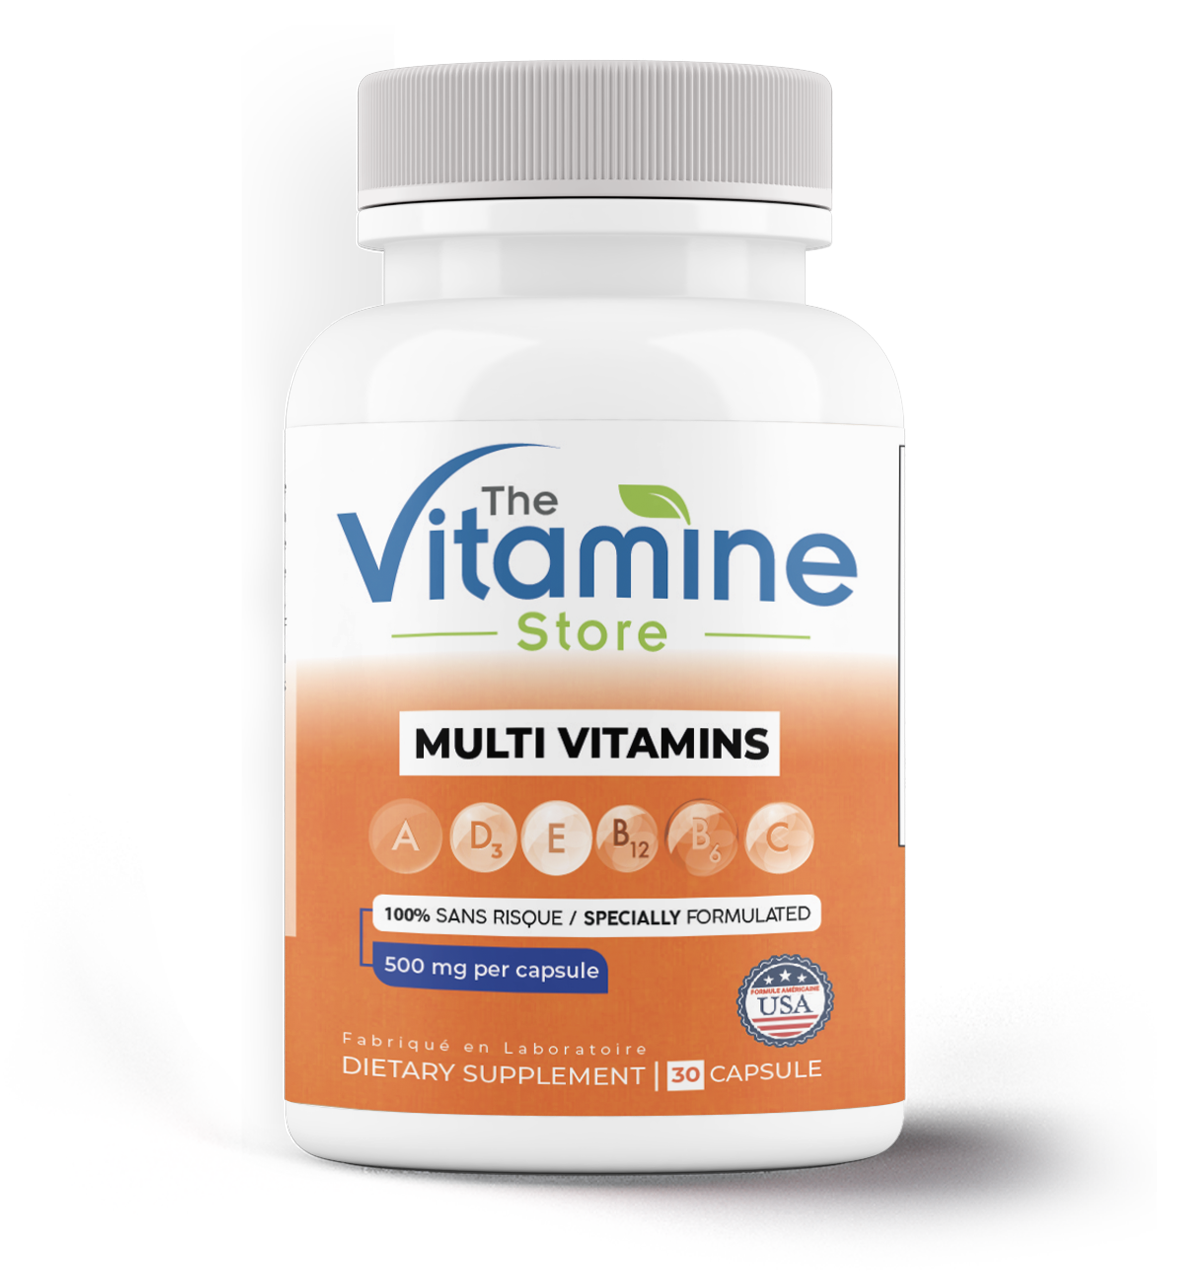 The
Vitamine
Store
MULTI VITAMINS
A D3 E B12 B6 C
100% SANS RISQUE / SPECIALLY FORMULATED
500 mg per capsule
FORMULE AMÉRICAINE
USA
Fabriqué en Laboratoire
DIETARY SUPPLEMENT | 30 CAPSULE